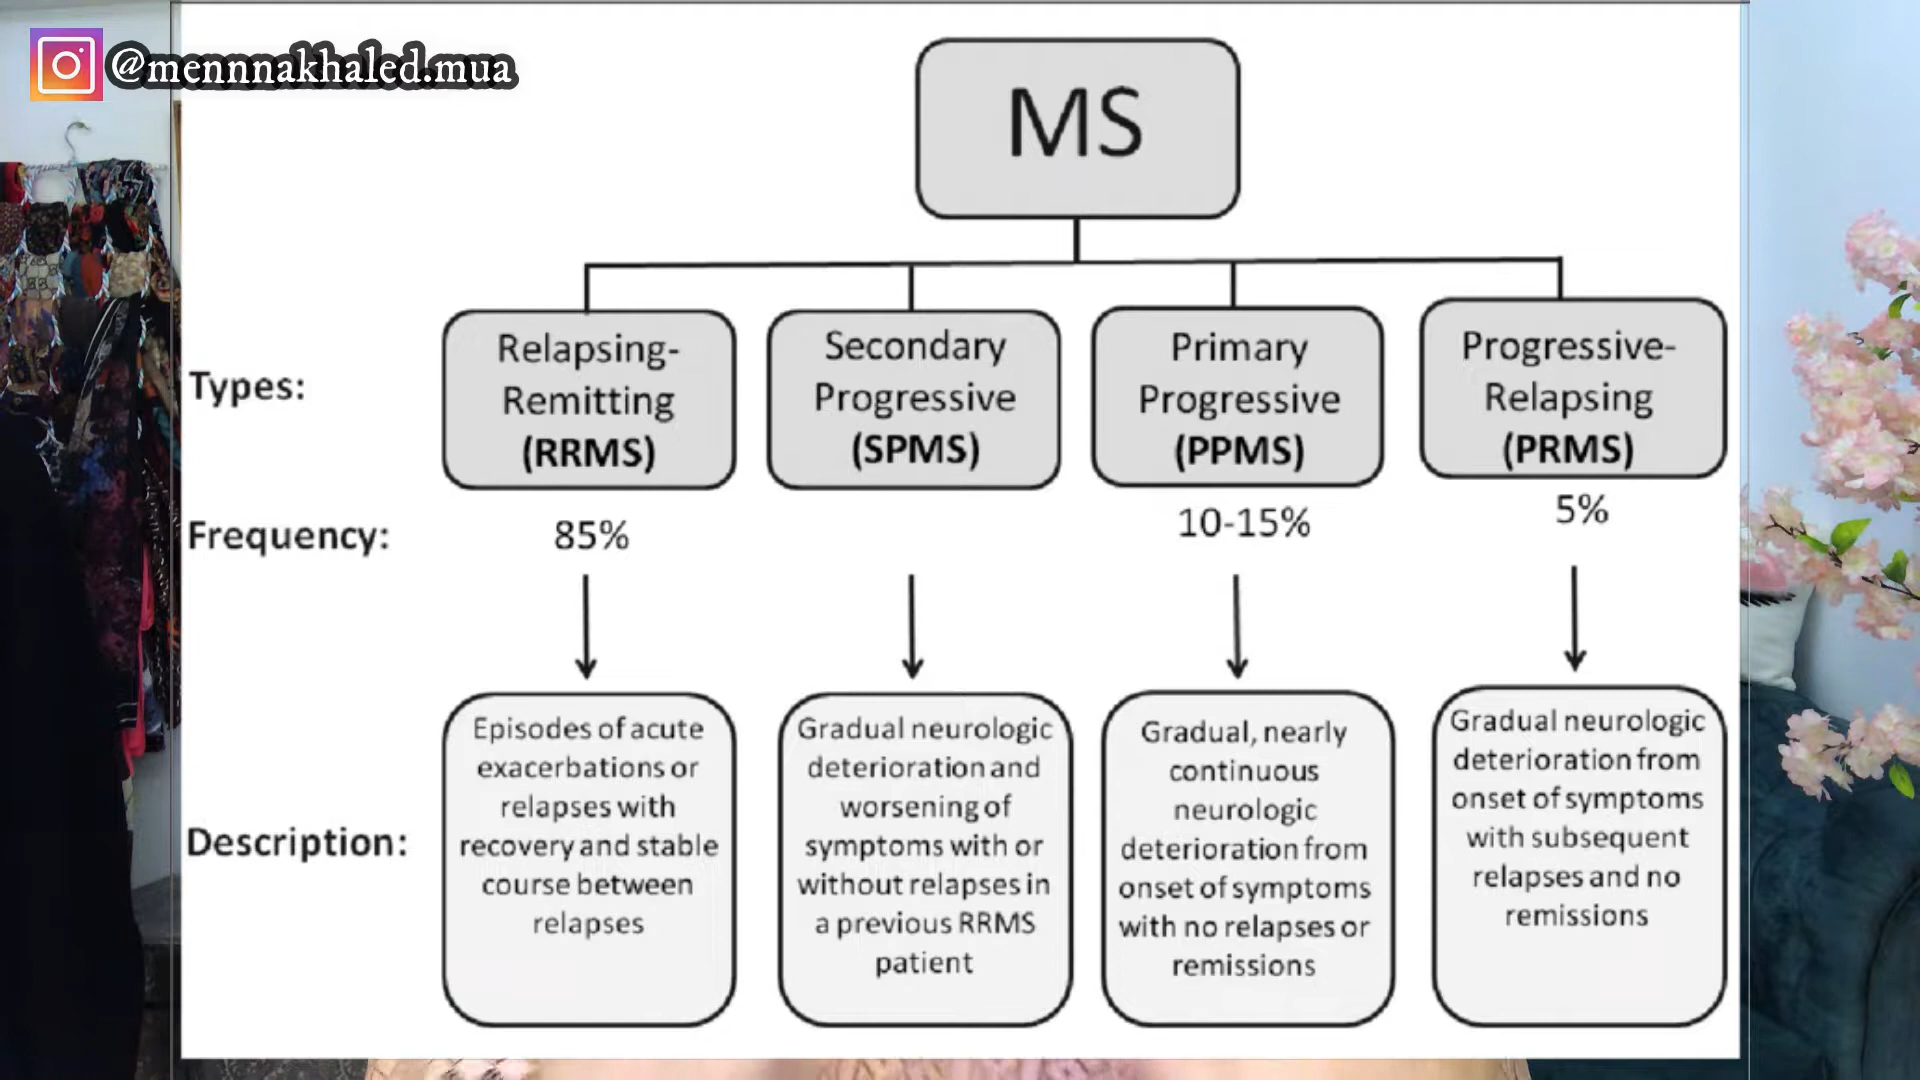 @mennnakhaled.mua
MS
Types:
Relapsing-
Remitting
(RRMS)
Secondary
Progressive
(SPMS)
Primary
Progressive
(PPMS)
Progressive-
Relapsing
(PRMS)
Frequency:
85%
10-15%
5%
Description:
Episodes of acute
exacerbations or
relapses with
recovery and stable
course between
relapses
Gradual neurologic
deterioration and
worsening of
symptoms with or
without relapses in
a previous RRMS
patient
Gradual, nearly
continuous
neurologic
deterioration from
onset of symptoms
with no relapses or
remissions
Gradual neurologic
deterioration from
onset of symptoms
with subsequent
relapses and no
remissions